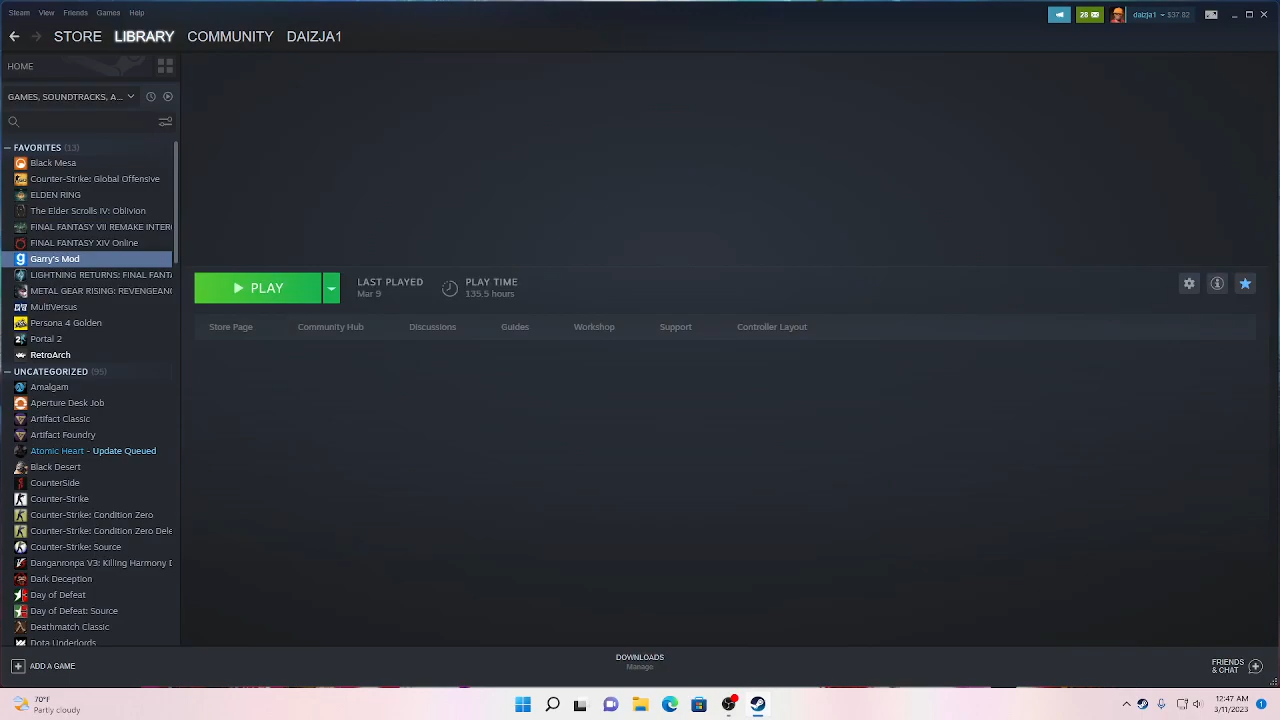 Steam View Friends Games Help
28 daizja1 $37.82
STORE LIBRARY COMMUNITY DAIZJA1
HOME
GAMES, SOUNDTRACKS, A...
FAVORITES (13)
Black Mesa
Counter-Strike: Global Offensive
ELDEN RING
The Elder Scrolls IV: Oblivion
FINAL FANTASY VII REMAKE INTER
FINAL FANTASY XIV Online
Garry's Mod
LIGHTNING RETURNS: FINAL FANTA
METAL GEAR RISING: REVENGEANC
MultiVersus
Persona 4 Golden
Portal 2
RetroArch
UNCATEGORIZED (95)
Amalgam
Aperture Desk Job
Artifact Classic
Artifact Foundry
Atomic Heart - Update Queued
Black Desert
CounterSide
Counter-Strike
Counter-Strike: Condition Zero
Counter-Strike: Condition Zero Dele
Counter-Strike: Source
Danganronpa V3: Killing Harmony D
Dark Deception
Day of Defeat
Day of Defeat: Source
Deathmatch Classic
Dota Underlords
PLAY
LAST PLAYED
Mar 9
PLAY TIME
135.5 hours
Store Page Community Hub Discussions Guides Workshop Support Controller Layout
ADD A GAME
DOWNLOADS
Manage
FRIENDS
& CHAT
70°F
Partly cloudy
3/11/2023